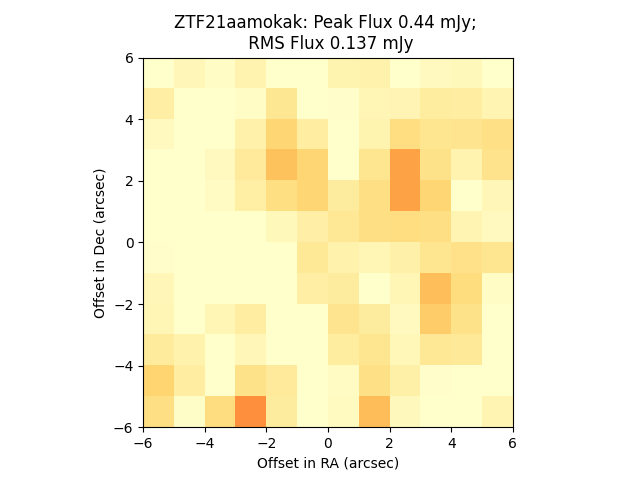 ZTF21aamokak: Peak Flux 0.44 mJy;
RMS Flux 0.137 mJy
6
4
2
0
−2
−4
−6
Offset in Dec (arcsec)
−6 −4 −2 0 2 4 6
Offset in RA (arcsec)